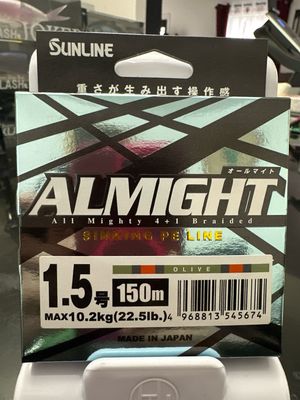 SUNLINE
重さが生み出す操作感
オールマイト
ALMIGHT
All Mighty 4+1 Braided
SINKING PE LINE
OLIVE
1.5号 150m
MAX10.2kg(22.5lb.)
4 968813 545674
MADE IN JAPAN